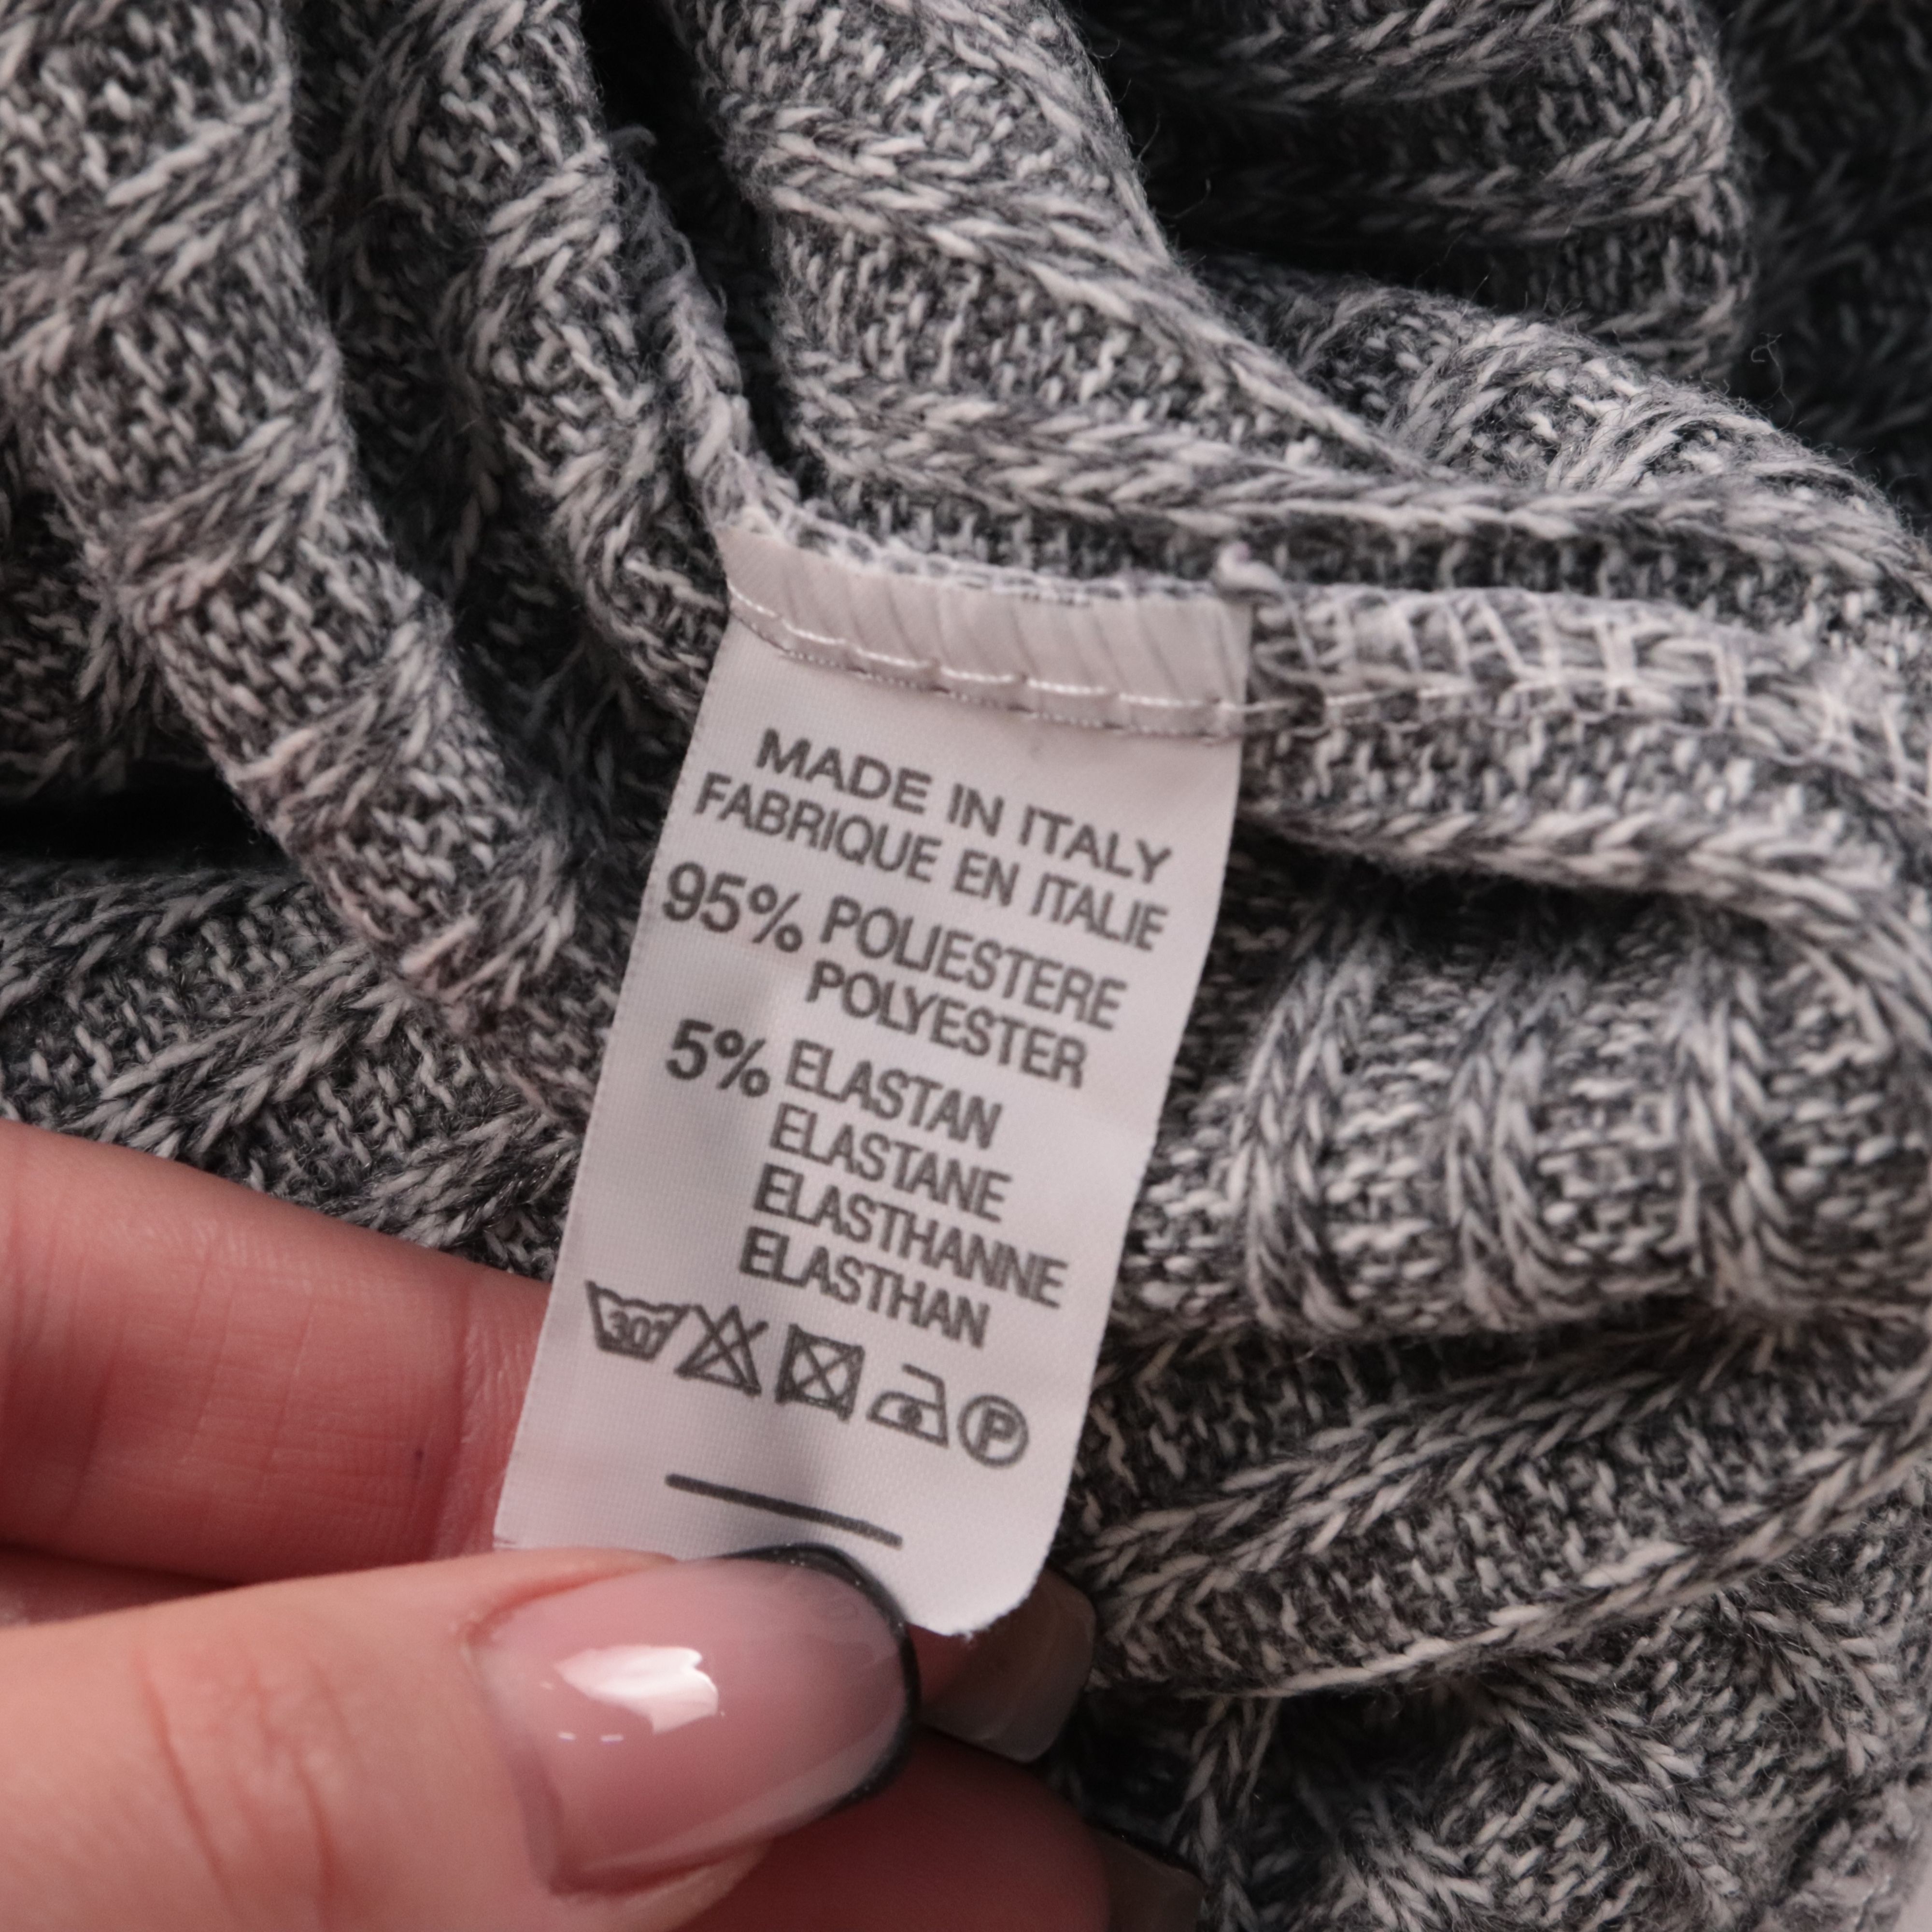 MADE IN ITALY
FABRIQUE EN ITALIE
95% POLIESTERE
POLYESTER
5% ELASTAN
ELASTANE
ELASTHANNE
ELASTHAN
30° P